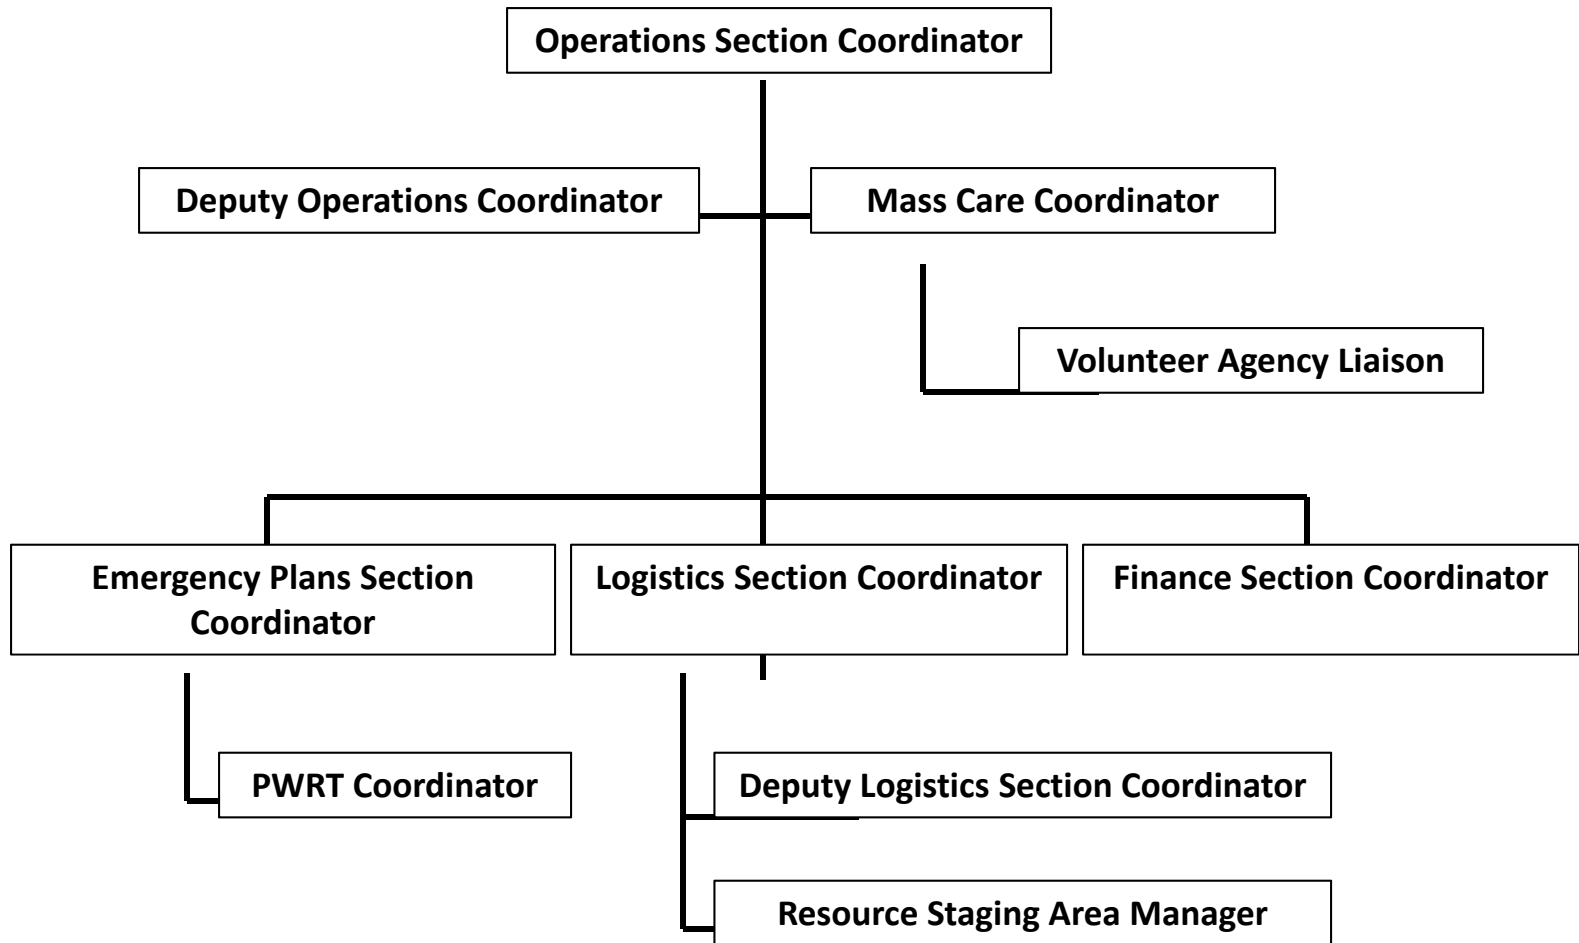 Operations Section Coordinator
Deputy Operations Coordinator
Mass Care Coordinator
Volunteer Agency Liaison
Emergency Plans Section
Coordinator
Logistics Section Coordinator
Finance Section Coordinator
PWRT Coordinator
Deputy Logistics Section Coordinator
Resource Staging Area Manager